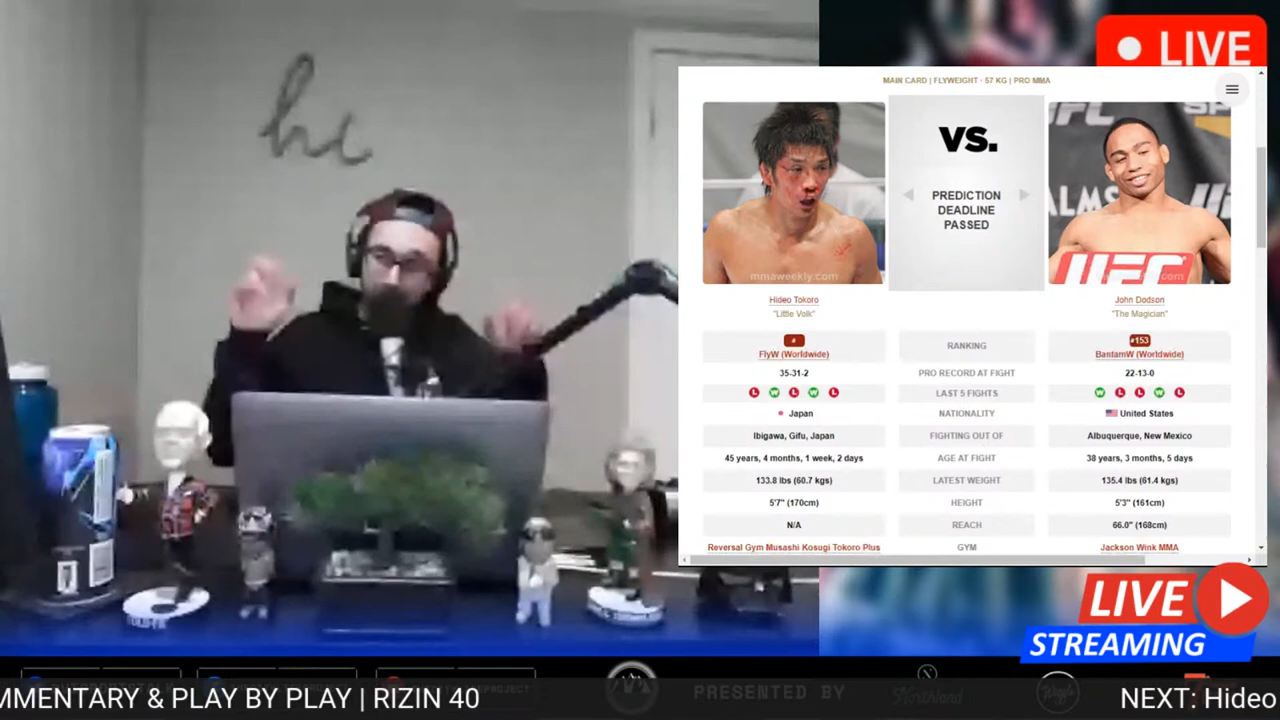 hi
LIVE
MAIN CARD | FLYWEIGHT · 57 KG | PRO MMA
VS.
PREDICTION
DEADLINE
PASSED
mmaweekly.com
UFC
Hideo Tokoro
John Dodson
"Little Volk"
"The Magician"
#
RANKING
#153
FlyW (Worldwide)
BantamW (Worldwide)
35-31-2
PRO RECORD AT FIGHT
22-13-0
L W L W L
LAST 5 FIGHTS
W L L W L
Japan
NATIONALITY
United States
Ibigawa, Gifu, Japan
FIGHTING OUT OF
Albuquerque, New Mexico
45 years, 4 months, 1 week, 2 days
AGE AT FIGHT
38 years, 3 months, 5 days
133.8 lbs (60.7 kgs)
LATEST WEIGHT
135.4 lbs (61.4 kgs)
5'7" (170cm)
HEIGHT
5'3" (161cm)
N/A
REACH
66.0" (168cm)
Reversal Gym Musashi Kosugi Tokoro Plus
GYM
Jackson Wink MMA
LIVE
STREAMING
PRESENTED BY
Northland
MMENTARY & PLAY BY PLAY | RIZIN 40
NEXT: Hideo